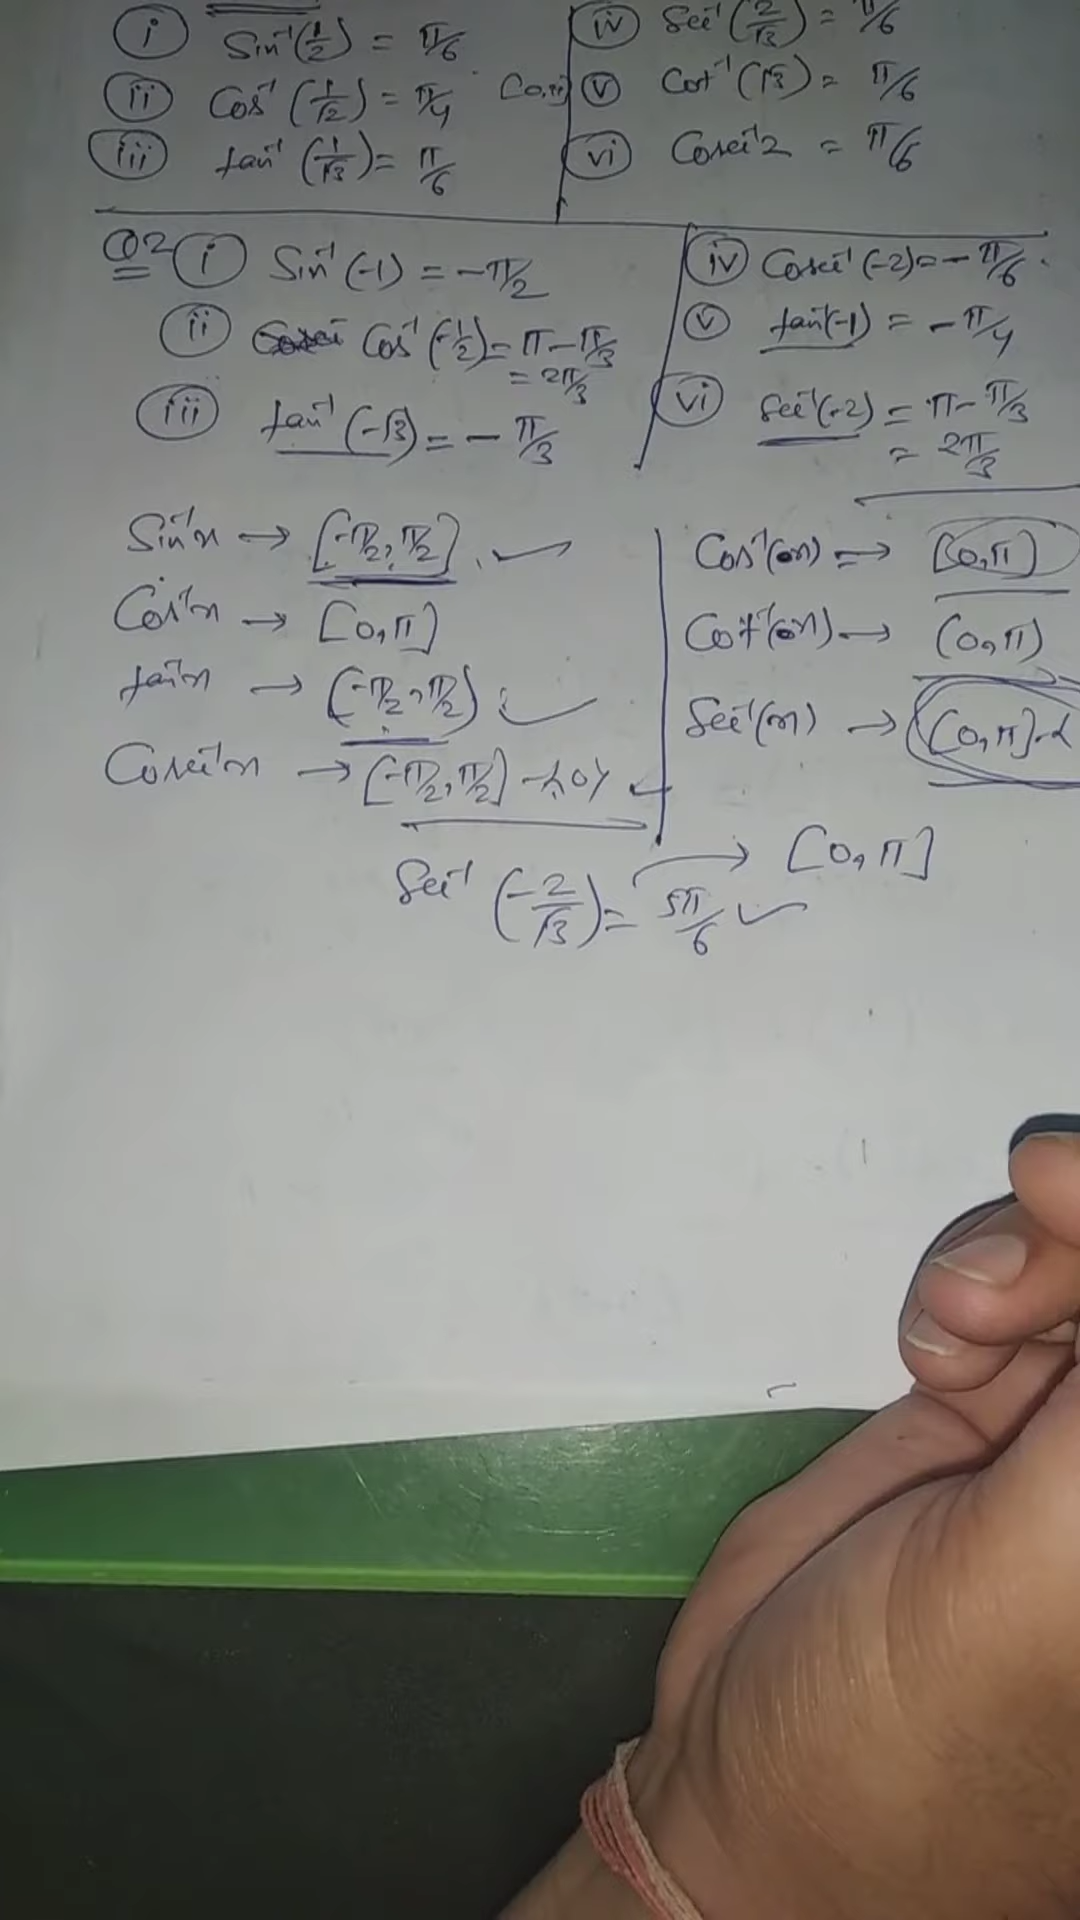 i Sin⁻¹(1/2) = π/6
ii Cos⁻¹(1/√2) = π/4
iii tan⁻¹(1/√3) = π/6
[0,π]
iv Sec⁻¹(2/√3) = π/6
v Cot⁻¹(√3) = π/6
vi Cosec⁻¹2 = π/6
Q2 i Sin⁻¹(-1) = -π/2
ii Cos⁻¹(-1/2) = π - π/3
= 2π/3
iii tan⁻¹(-√3) = - π/3
iv Cosec⁻¹(-2) = - π/6
v tan⁻¹(-1) = - π/4
vi Sec⁻¹(-2) = π - π/3
= 2π/3
Sin⁻¹x → [-π/2, π/2]
Cos⁻¹x → [0,π]
tan⁻¹x → (-π/2, π/2)
Cosec⁻¹x → [-π/2, π/2] - {0}
Cos⁻¹(x) → [0,π]
Cot⁻¹(x) → (0,π)
Sec⁻¹(x) → [0,π] - {
Sec⁻¹(-2/√3) = 5π/6 → [0,π]